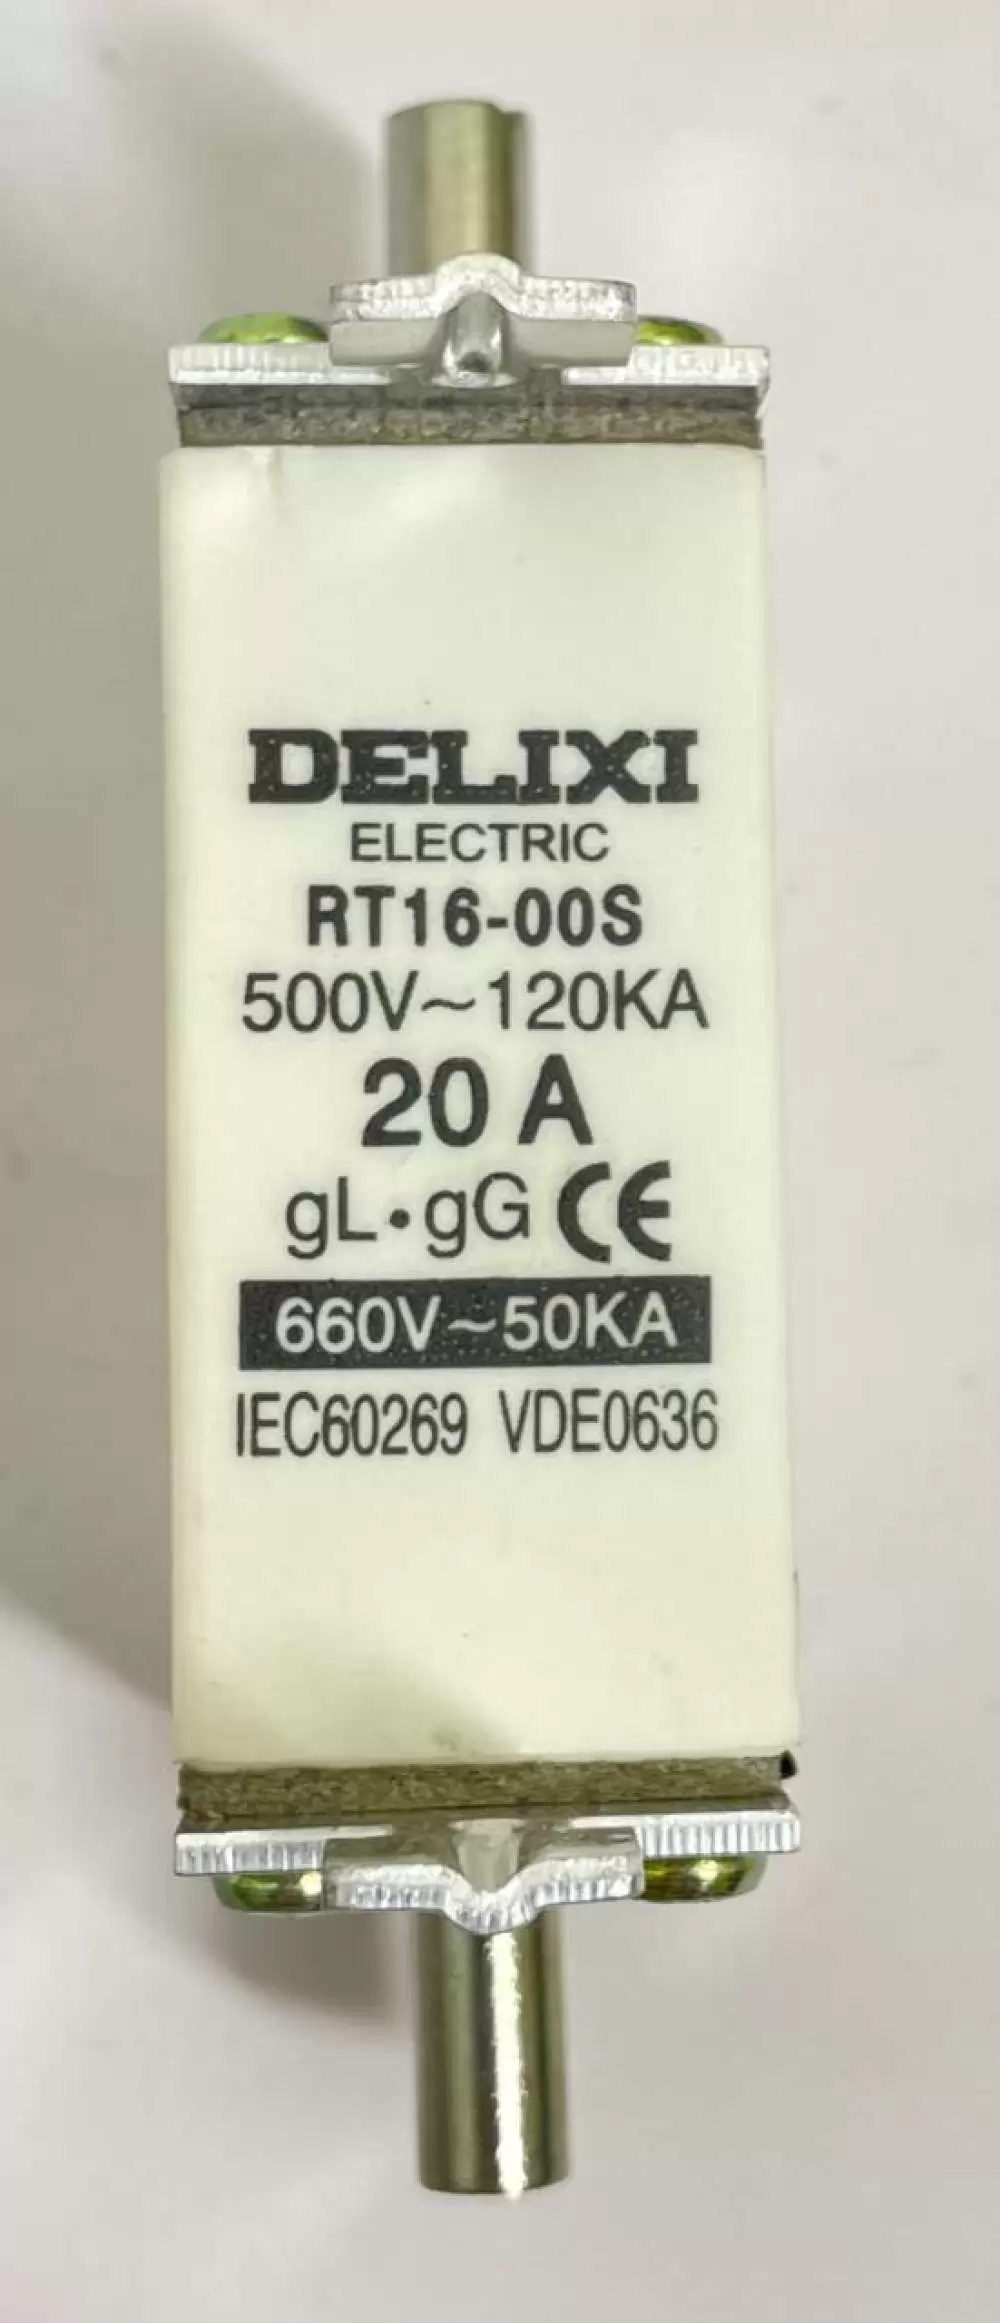 DELIXI
ELECTRIC
RT16-00S
500V~120KA
20 A
gL·gG CE
660V~50KA
IEC60269 VDE0636